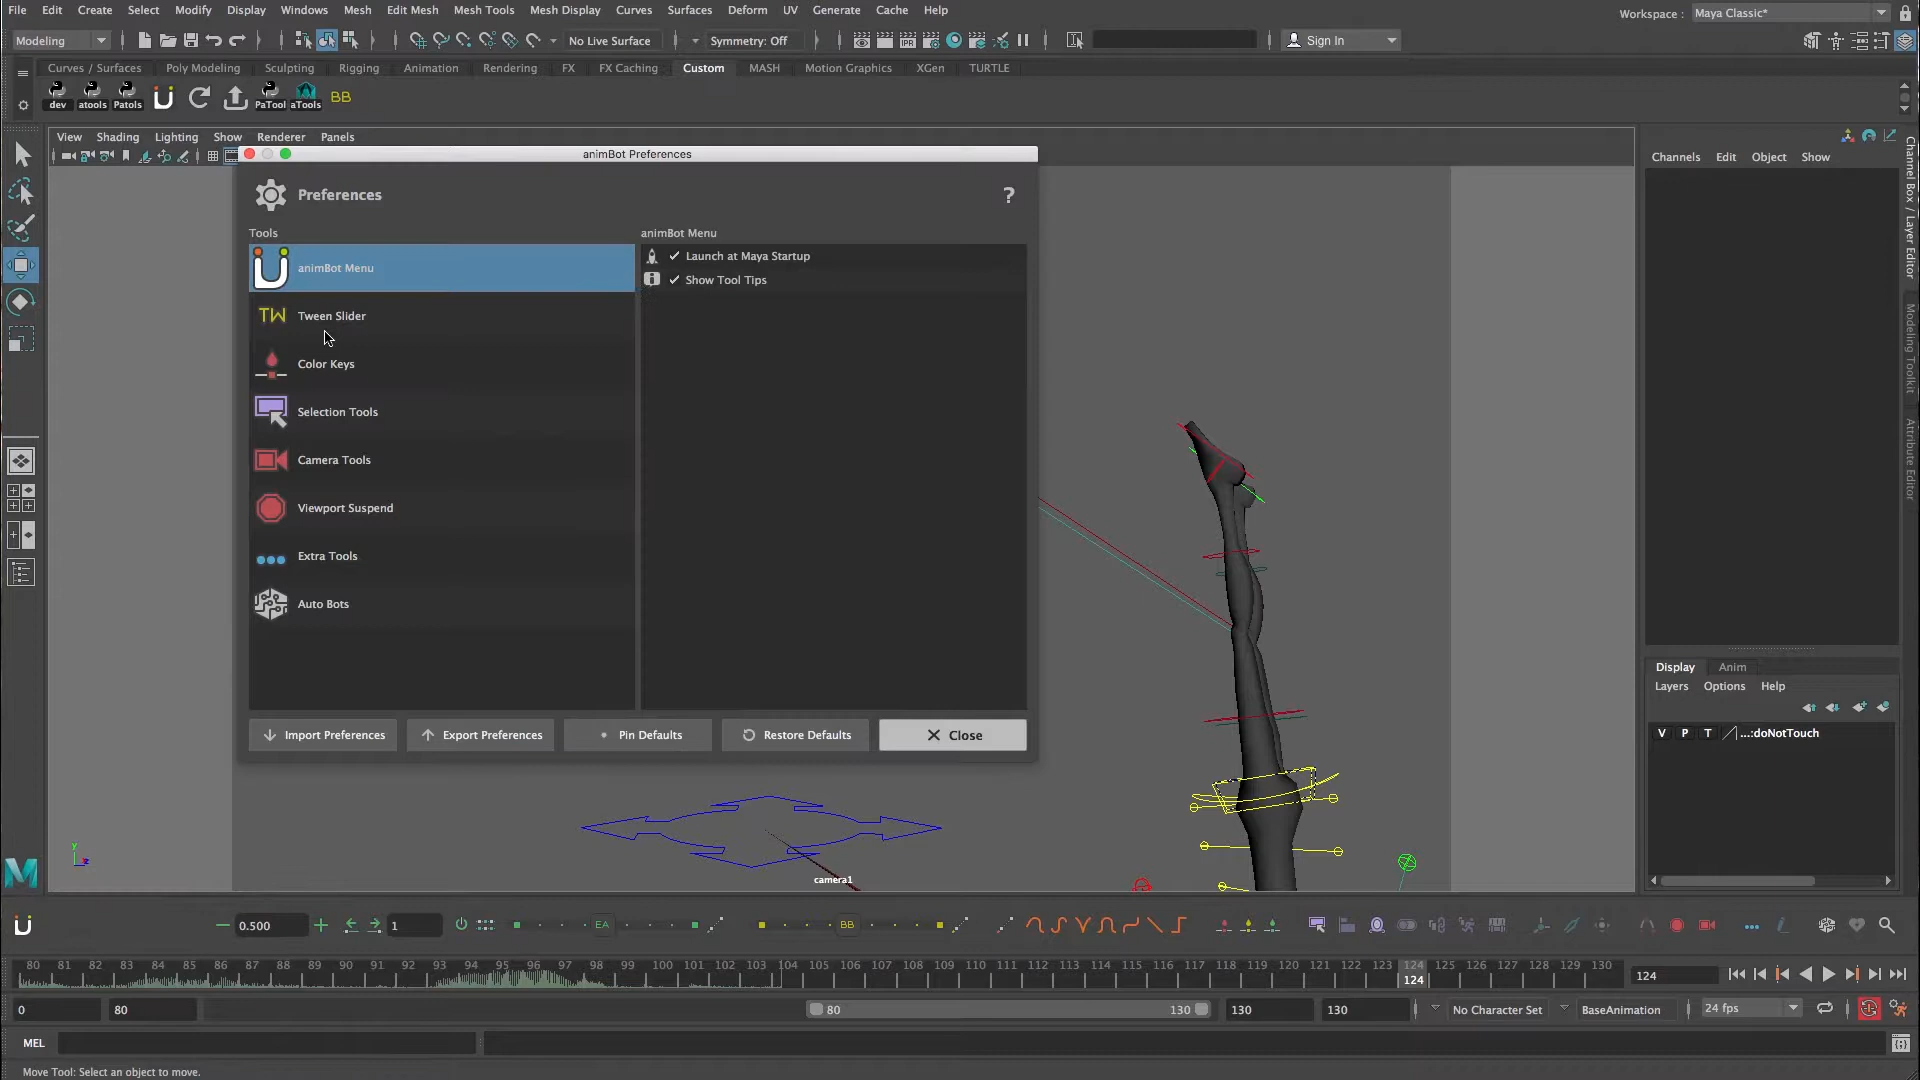 File Edit Create Select Modify Display Windows Mesh Edit Mesh Mesh Tools Mesh Display Curves Surfaces Deform UV Generate Cache Help Workspace : Maya Classic*
Modeling No Live Surface Symmetry: Off Sign In
Curves / Surfaces Poly Modeling Sculpting Rigging Animation Rendering FX FX Caching Custom MASH Motion Graphics XGen TURTLE
dev atools Patols PaTool aTools BB
View Shading Lighting Show Renderer Panels
Channels Edit Object Show
Channel Box / Layer Editor
Modeling Toolkit
Attribute Editor
animBot Preferences
Preferences ?
Tools animBot Menu
animBot Menu
Launch at Maya Startup
Show Tool Tips
TW Tween Slider
Color Keys
Selection Tools
Camera Tools
Viewport Suspend
Extra Tools
Auto Bots
Import Preferences Export Preferences Pin Defaults Restore Defaults Close
Display Anim
Layers Options Help
V P T ...:doNotTouch
y
camera1
0.500 1 EA BB
80 81 82 83 84 85 86 87 88 89 90 91 92 93 94 95 96 97 98 99 100 101 102 103 104 105 106 107 108 109 110 111 112 113 114 115 116 117 118 119 120 121 122 123 124 125 126 127 128 129 130
124 124
0 80 80 130 130 130 No Character Set BaseAnimation 24 fps
MEL
Move Tool: Select an object to move.